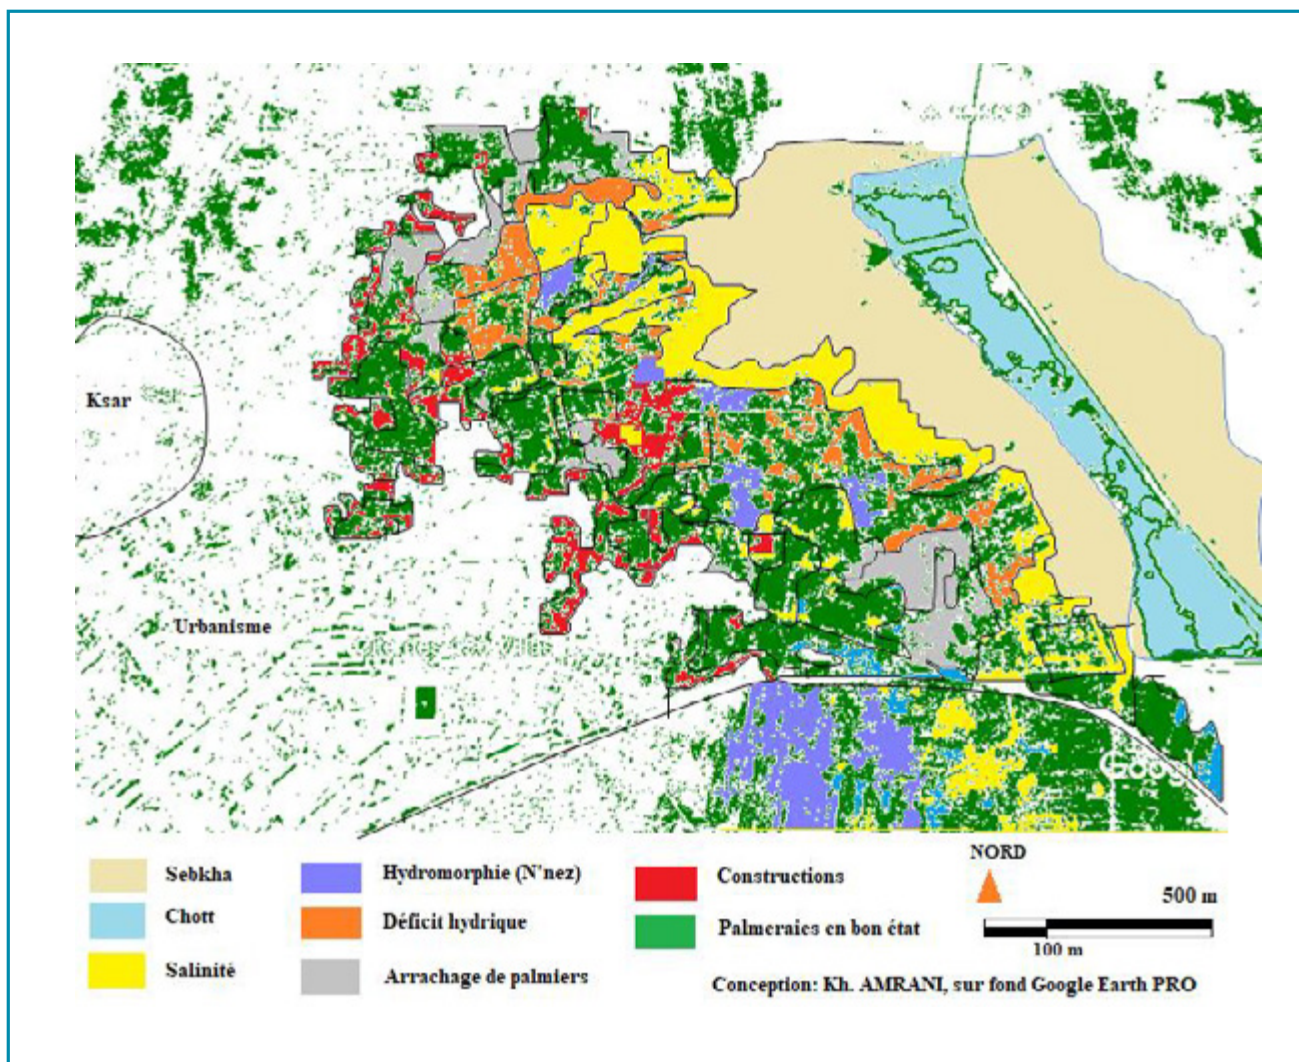 Ksar
Urbanisme
Googl
Sebkha
Chott
Salinité
Hydromorphie (N'nez)
Déficit hydrique
Arrachage de palmiers
Constructions
Palmeraies en bon état
NORD
500 m
100 m
Conception: Kh. AMRANI, sur fond Google Earth PRO